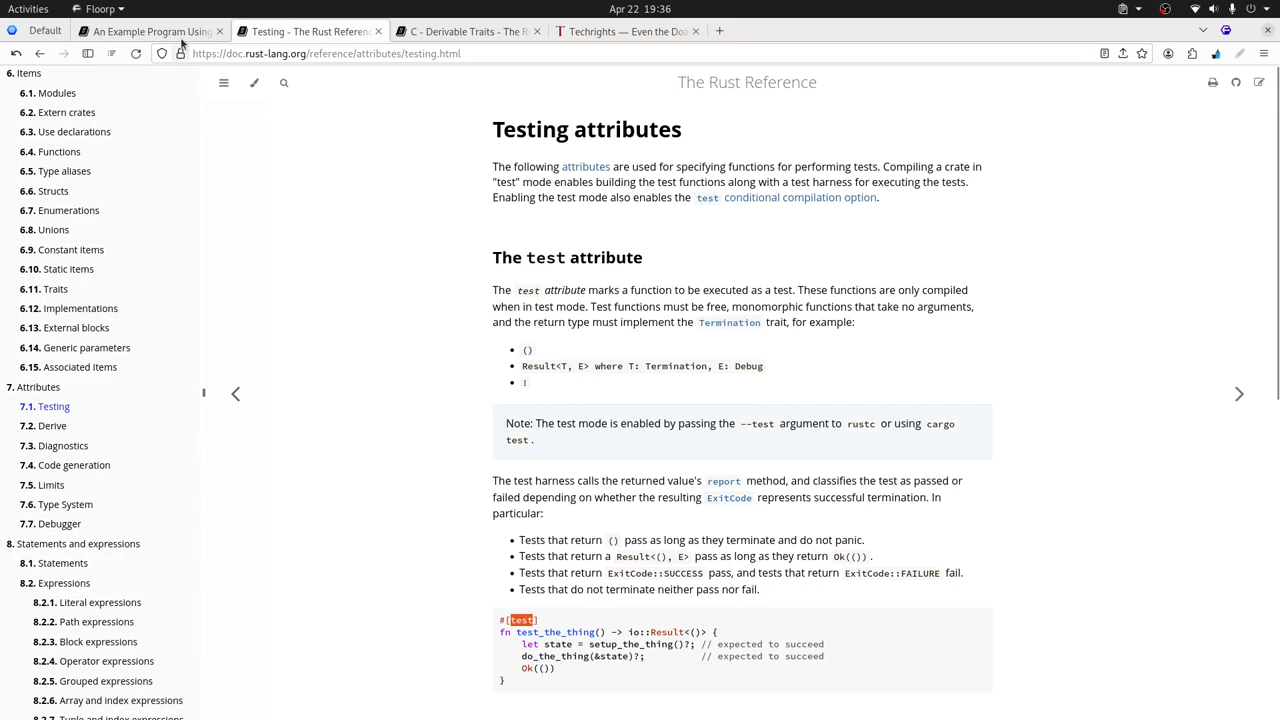 Activities
Floorp
Apr 22 19:36
Default
An Example Program Using
Testing - The Rust Referenc
C - Derivable Traits - The R
Techrights — Even the Doa
https://doc.rust-lang.org/reference/attributes/testing.html
6. Items
6.1. Modules
6.2. Extern crates
6.3. Use declarations
6.4. Functions
6.5. Type aliases
6.6. Structs
6.7. Enumerations
6.8. Unions
6.9. Constant items
6.10. Static items
6.11. Traits
6.12. Implementations
6.13. External blocks
6.14. Generic parameters
6.15. Associated Items
7. Attributes
7.1. Testing
7.2. Derive
7.3. Diagnostics
7.4. Code generation
7.5. Limits
7.6. Type System
7.7. Debugger
8. Statements and expressions
8.1. Statements
8.2. Expressions
8.2.1. Literal expressions
8.2.2. Path expressions
8.2.3. Block expressions
8.2.4. Operator expressions
8.2.5. Grouped expressions
8.2.6. Array and index expressions
8.2.7. Tuple and index expressions
The Rust Reference
Testing attributes
The following attributes are used for specifying functions for performing tests. Compiling a crate in
"test" mode enables building the test functions along with a test harness for executing the tests.
Enabling the test mode also enables the test conditional compilation option.
The test attribute
The test attribute marks a function to be executed as a test. These functions are only compiled
when in test mode. Test functions must be free, monomorphic functions that take no arguments,
and the return type must implement the Termination trait, for example:
• ()
• Result<T, E> where T: Termination, E: Debug
• !
Note: The test mode is enabled by passing the --test argument to rustc or using cargo
test.
The test harness calls the returned value's report method, and classifies the test as passed or
failed depending on whether the resulting ExitCode represents successful termination. In
particular:
• Tests that return () pass as long as they terminate and do not panic.
• Tests that return a Result<(), E> pass as long as they return Ok(()).
• Tests that return ExitCode::SUCCESS pass, and tests that return ExitCode::FAILURE fail.
• Tests that do not terminate neither pass nor fail.
#[test]
fn test_the_thing() -> io::Result<()> {
let state = setup_the_thing()?; // expected to succeed
do_the_thing(&state)?; // expected to succeed
Ok(())
}